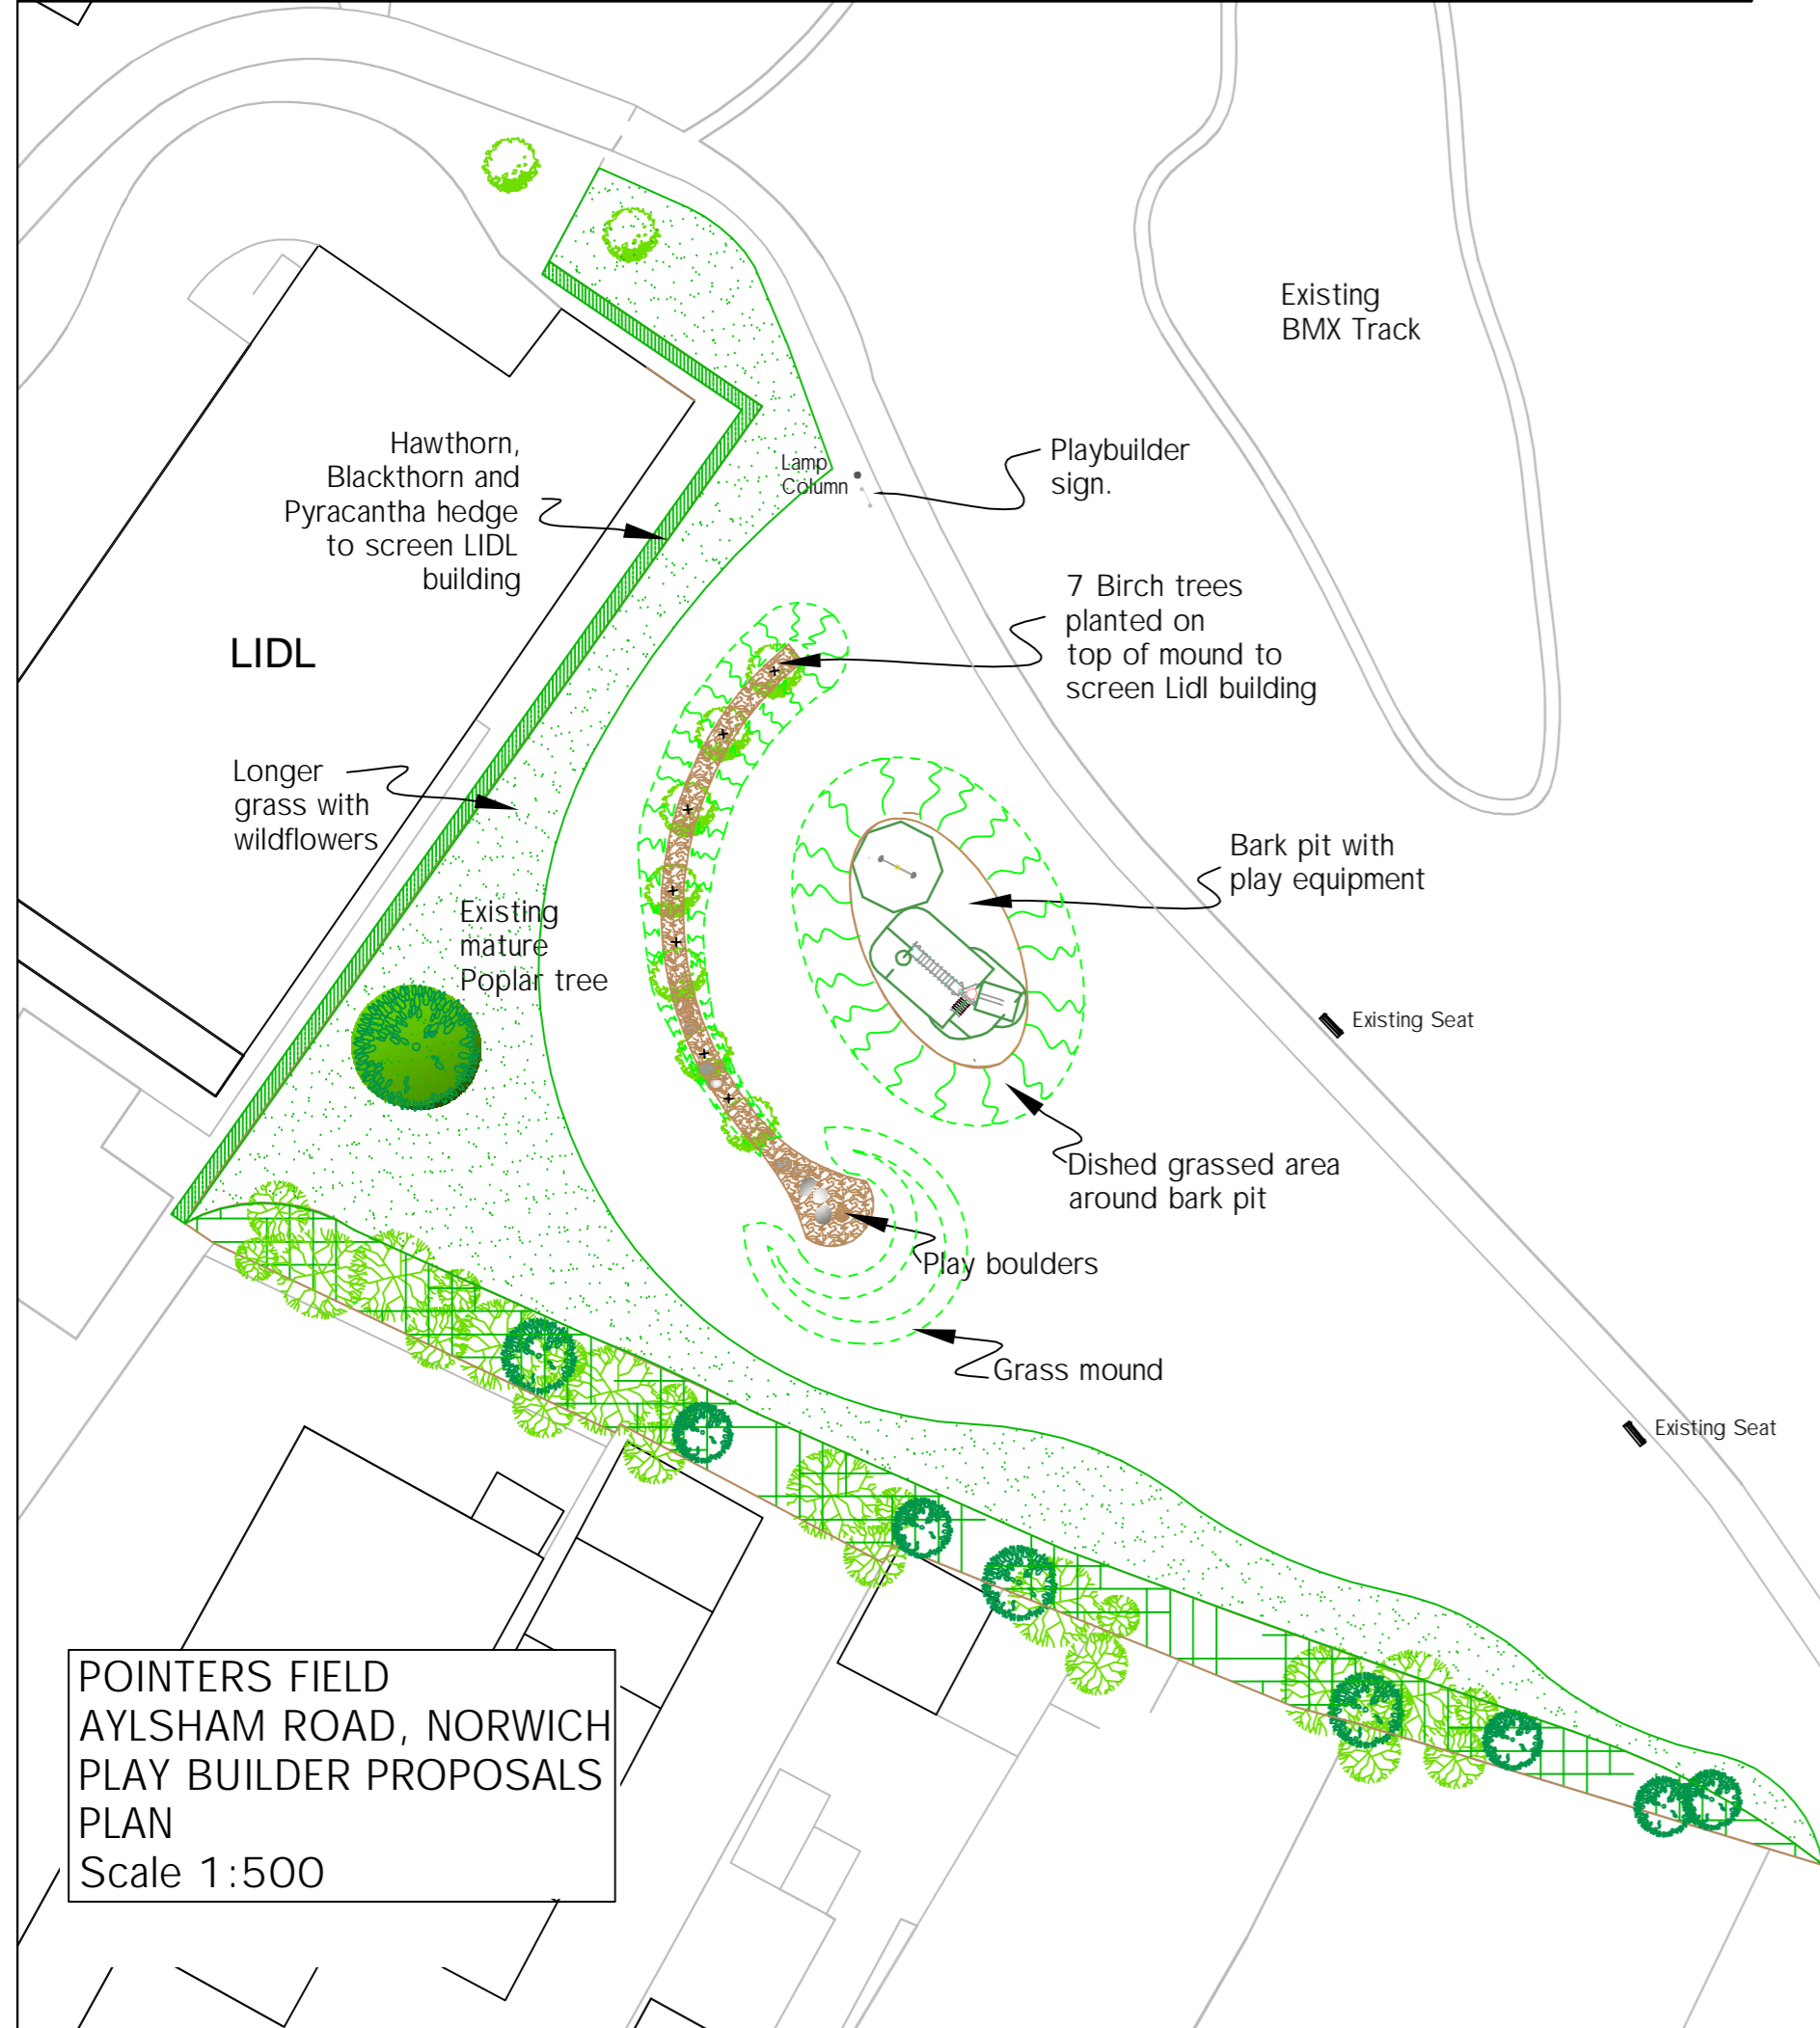 Existing
BMX Track
Hawthorn,
Blackthorn and
Pyracantha hedge
to screen LIDL
building
Lamp
Column
Playbuilder
sign.
7 Birch trees
planted on
top of mound to
screen Lidl building
LIDL
Longer
grass with
wildflowers
Bark pit with
play equipment
Existing
mature
Poplar tree
Existing Seat
Dished grassed area
around bark pit
Play boulders
Grass mound
Existing Seat
POINTERS FIELD
AYLSHAM ROAD, NORWICH
PLAY BUILDER PROPOSALS
PLAN
Scale 1:500